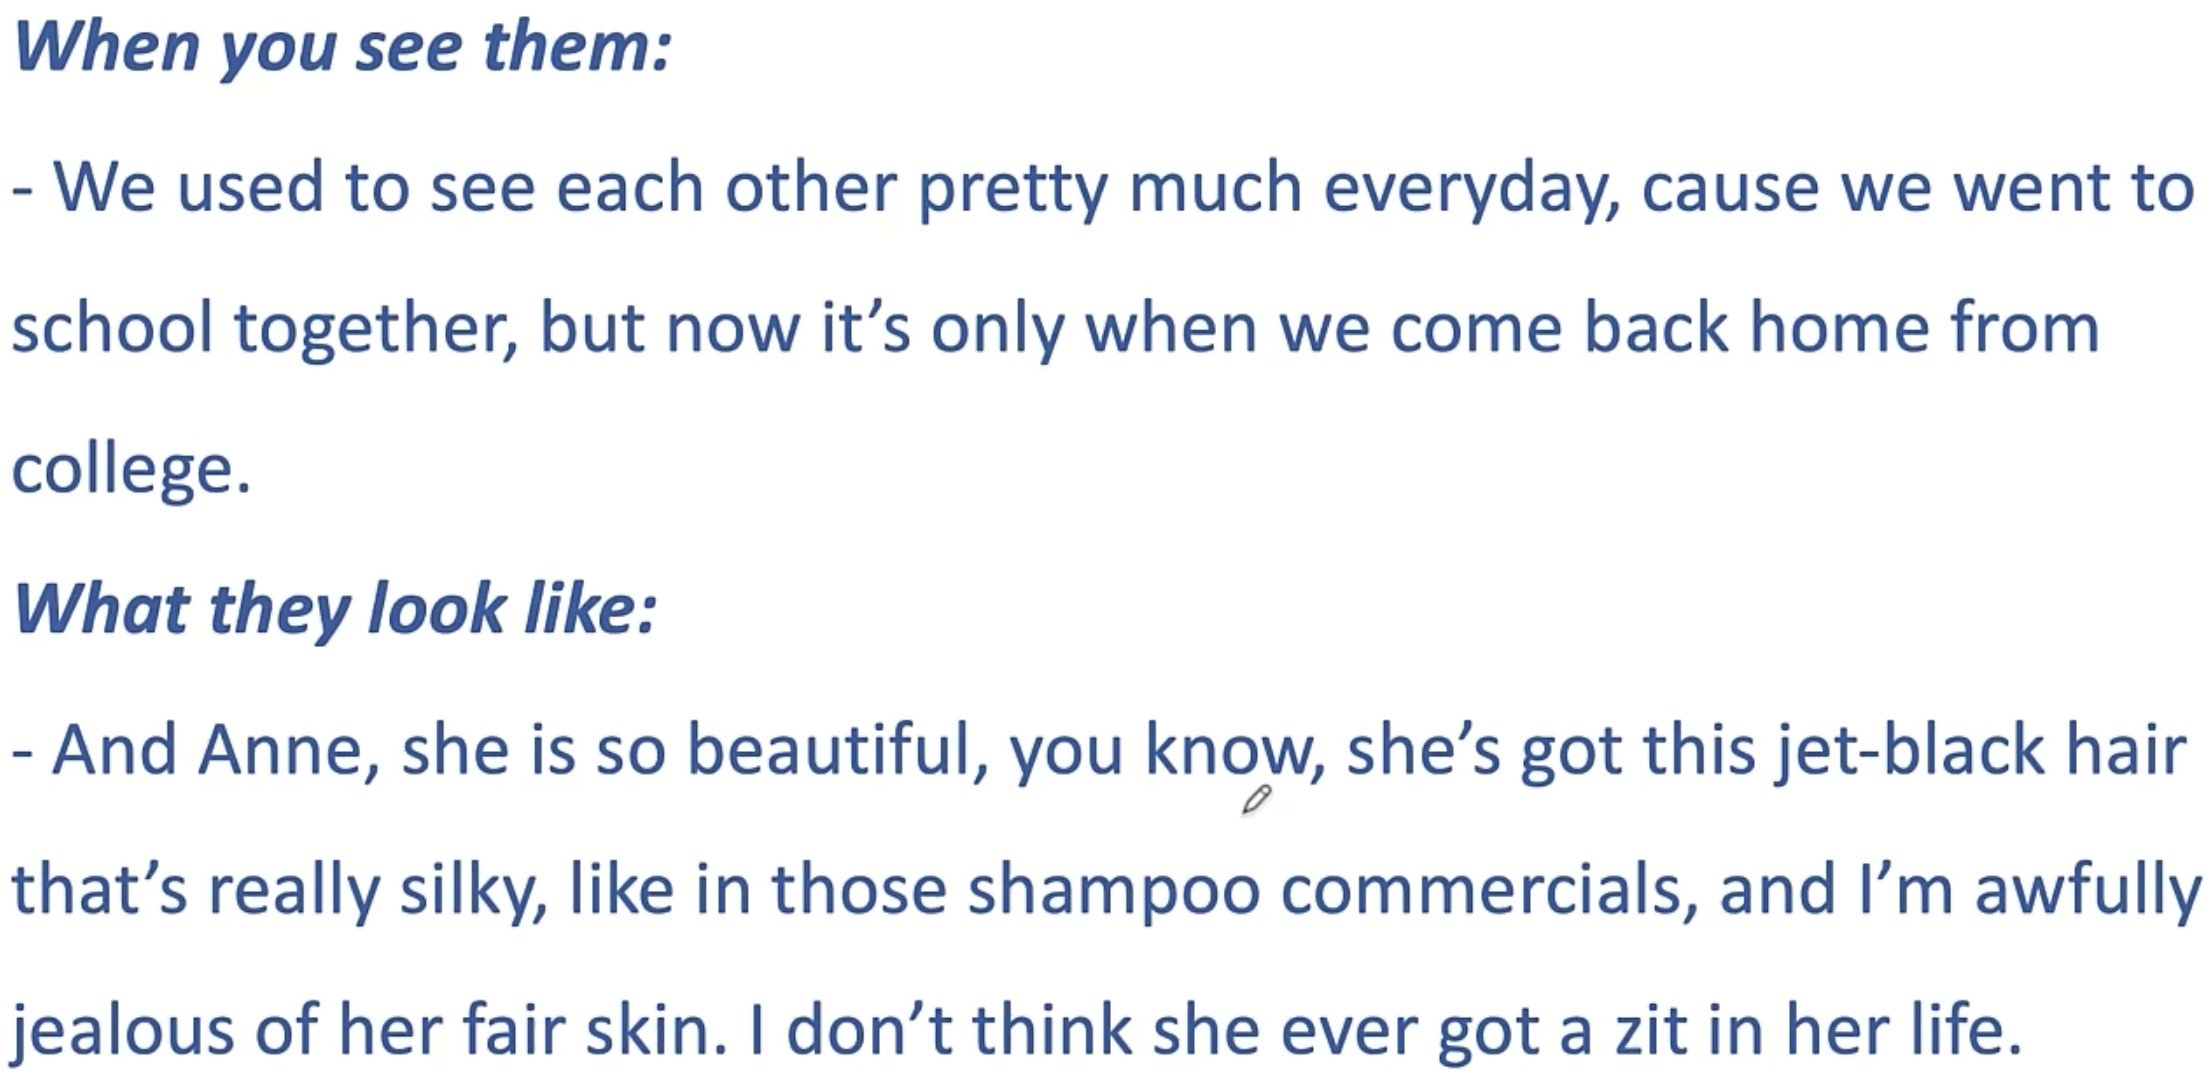 When you see them:
- We used to see each other pretty much everyday, cause we went to
school together, but now it’s only when we come back home from
college.
What they look like:
- And Anne, she is so beautiful, you know, she’s got this jet-black hair
that’s really silky, like in those shampoo commercials, and I’m awfully
jealous of her fair skin. I don’t think she ever got a zit in her life.